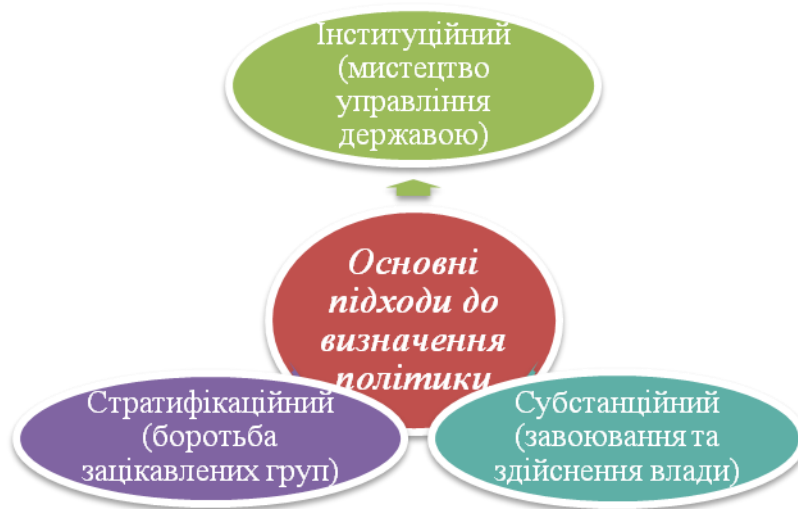 Інституційний
(мистецтво
управління
державою)
Основні
підходи до
визначення
політики
Стратифікаційний
(боротьба
зацікавлених груп)
Субстанційний
(завоювання та
здійснення влади)